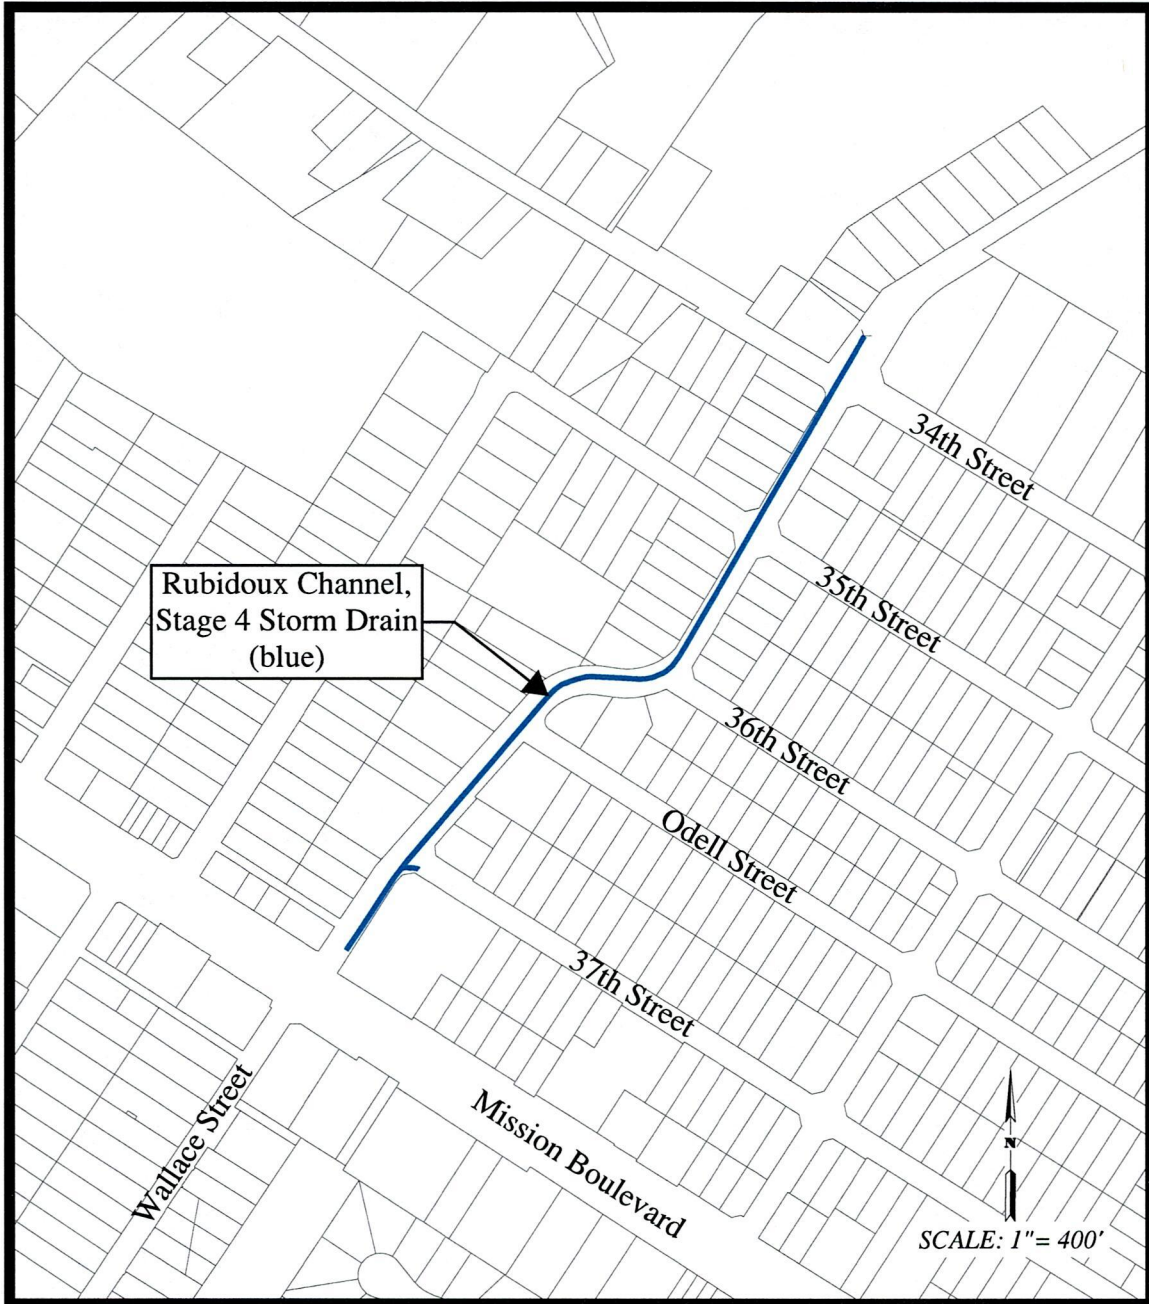 34th Street
35th Street
Rubidoux Channel,
Stage 4 Storm Drain
(blue)
36th Street
Odell Street
37th Street
Wallace Street
Mission Boulevard
N
SCALE: 1"= 400'